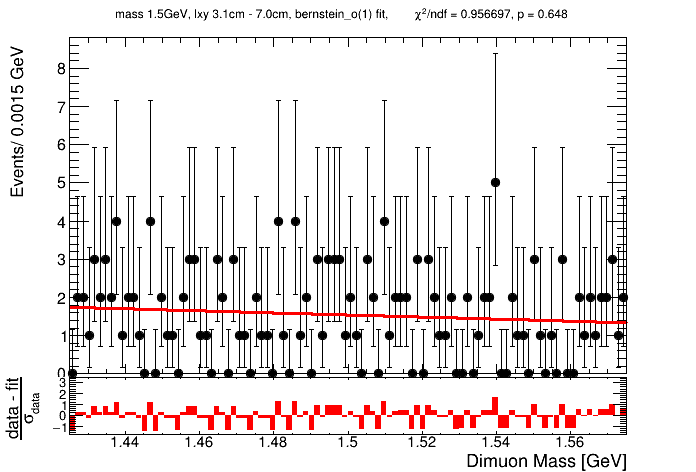 mass 1.5GeV, lxy 3.1cm - 7.0cm, bernstein_o(1) fit, χ²/ndf = 0.956697, p = 0.648
Events/ 0.0015 GeV
8
7
6
5
4
3
2
1
0
data - fit
σdata
3
2
1
0
−1
1.44 1.46 1.48 1.5 1.52 1.54 1.56
Dimuon Mass [GeV]